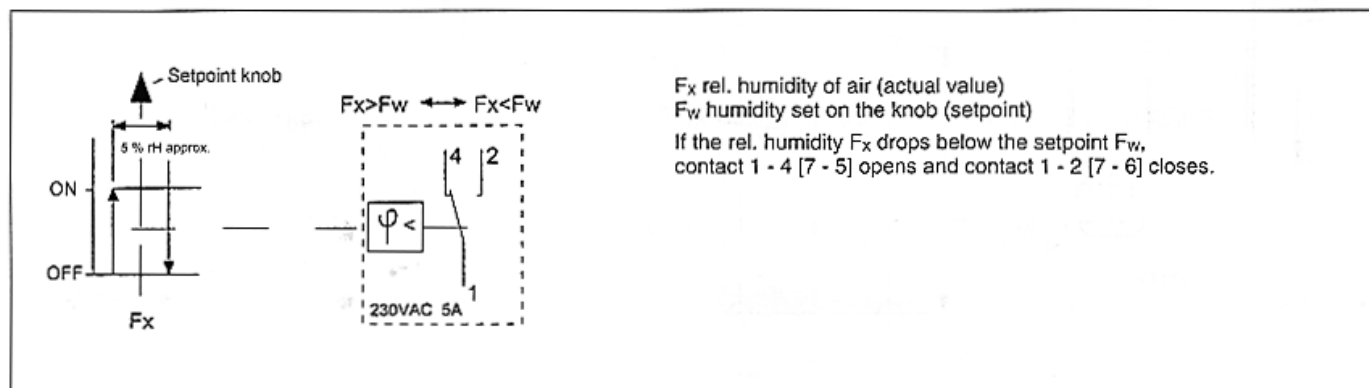 Setpoint knob
5 % rH approx.
ON
OFF
Fx
Fx>Fw ⟷ Fx<Fw
4 2
φ <
1
230VAC 5A
Fx rel. humidity of air (actual value)
Fw humidity set on the knob (setpoint)
If the rel. humidity Fx drops below the setpoint Fw,
contact 1 - 4 [7 - 5] opens and contact 1 - 2 [7 - 6] closes.